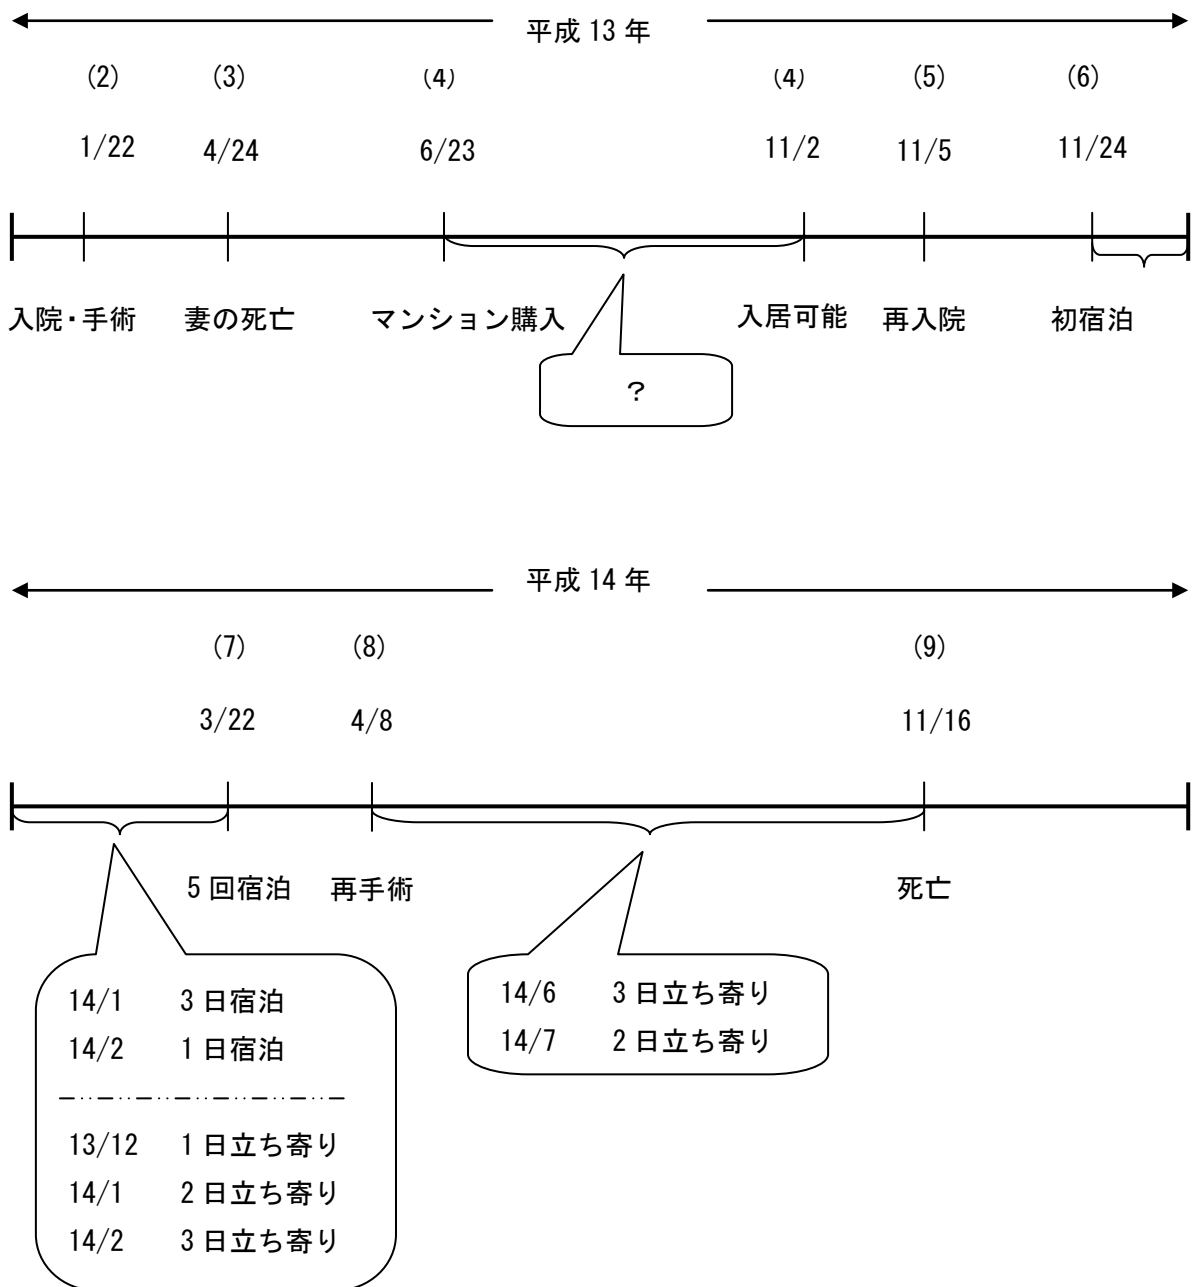 平成 13 年
(2) (3) (4) (4) (5) (6)
1/22 4/24 6/23 11/2 11/5 11/24
入院・手術 妻の死亡 マンション購入 入居可能 再入院 初宿泊
?
平成 14 年
(7) (8) (9)
3/22 4/8 11/16
5 回宿泊 再手術 死亡
14/1 3 日宿泊
14/2 1 日宿泊
13/12 1 日立ち寄り
14/1 2 日立ち寄り
14/2 3 日立ち寄り
14/6 3 日立ち寄り
14/7 2 日立ち寄り